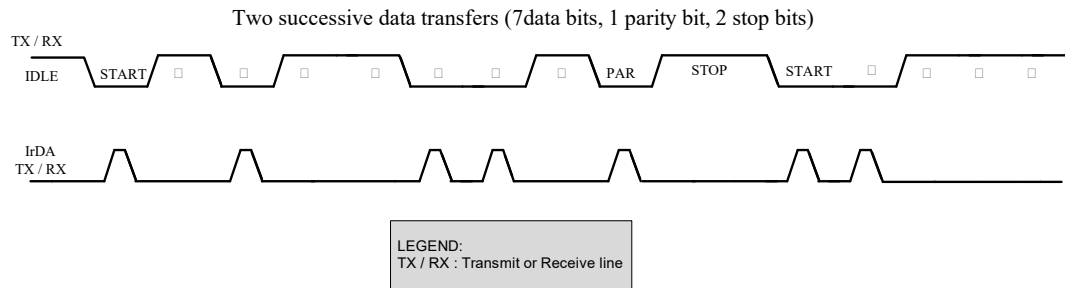 Two successive data transfers (7data bits, 1 parity bit, 2 stop bits)
TX / RX
IDLE START PAR STOP START
IrDA
TX / RX
LEGEND:
TX / RX : Transmit or Receive line